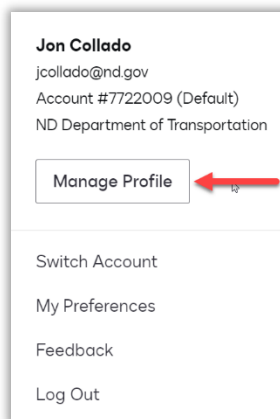 Jon Collado
jcollado@nd.gov
Account #7722009 (Default)
ND Department of Transportation
Manage Profile
Switch Account
My Preferences
Feedback
Log Out